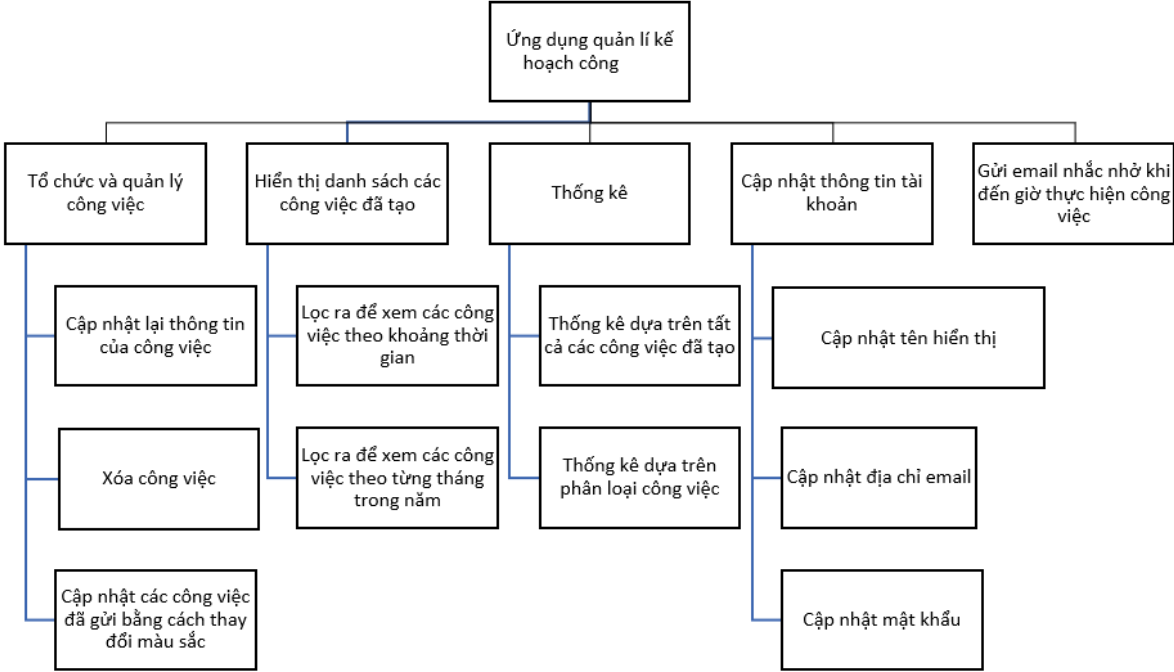 Ứng dụng quản lí kế
hoạch công
Tổ chức và quản lý
công việc
Hiển thị danh sách các
công việc đã tạo
Thống kê
Cập nhật thông tin tài
khoản
Gửi email nhắc nhở khi
đến giờ thực hiện công
việc
Cập nhật lại thông tin
của công việc
Lọc ra để xem các công
việc theo khoảng thời
gian
Thống kê dựa trên tất
cả các công việc đã tạo
Cập nhật tên hiển thị
Xóa công việc
Lọc ra để xem các công
việc theo từng tháng
trong năm
Thống kê dựa trên
phân loại công việc
Cập nhật địa chỉ email
Cập nhật các công việc
đã gửi bằng cách thay
đổi màu sắc
Cập nhật mật khẩu